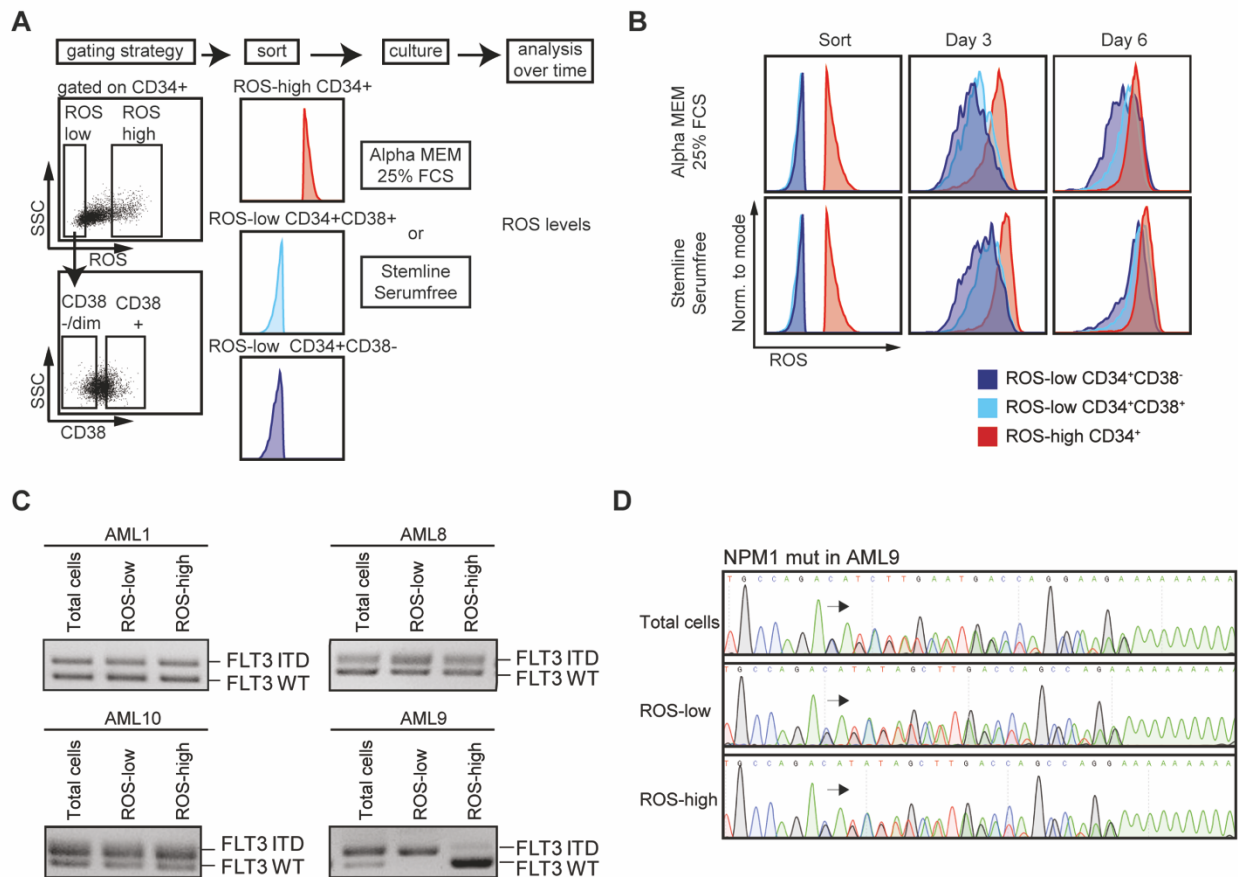 A
gating strategy
sort
culture
analysis
over time
gated on CD34+
ROS
low
ROS
high
SSC
ROS
CD38
-/dim
CD38
+
SSC
CD38
ROS-high CD34+
ROS-low CD34+CD38+
ROS-low CD34+CD38-
Alpha MEM
25% FCS
or
Stemline
Serumfree
ROS levels
B
Sort
Day 3
Day 6
Alpha MEM
25% FCS
Stemline
Serumfree
Norm. to mode
ROS
ROS-low CD34⁺CD38⁻
ROS-low CD34⁺CD38⁺
ROS-high CD34⁺
C
AML1
Total cells
ROS-low
ROS-high
FLT3 ITD
FLT3 WT
AML8
Total cells
ROS-low
ROS-high
FLT3 ITD
FLT3 WT
AML10
Total cells
ROS-low
ROS-high
FLT3 ITD
FLT3 WT
AML9
Total cells
ROS-low
ROS-high
FLT3 ITD
FLT3 WT
D
NPM1 mut in AML9
Total cells
T G C C A G A C A T C T T G A A T G A C C A G G A A G A A A A A A A A A
ROS-low
T G C C A G A C A T A T A G C T T G A C C A G C C A G A A A A A A A A A
ROS-high
T G C C A G A C A T A T A G C T T G A C C A G C C A G G A A A A A A A A A